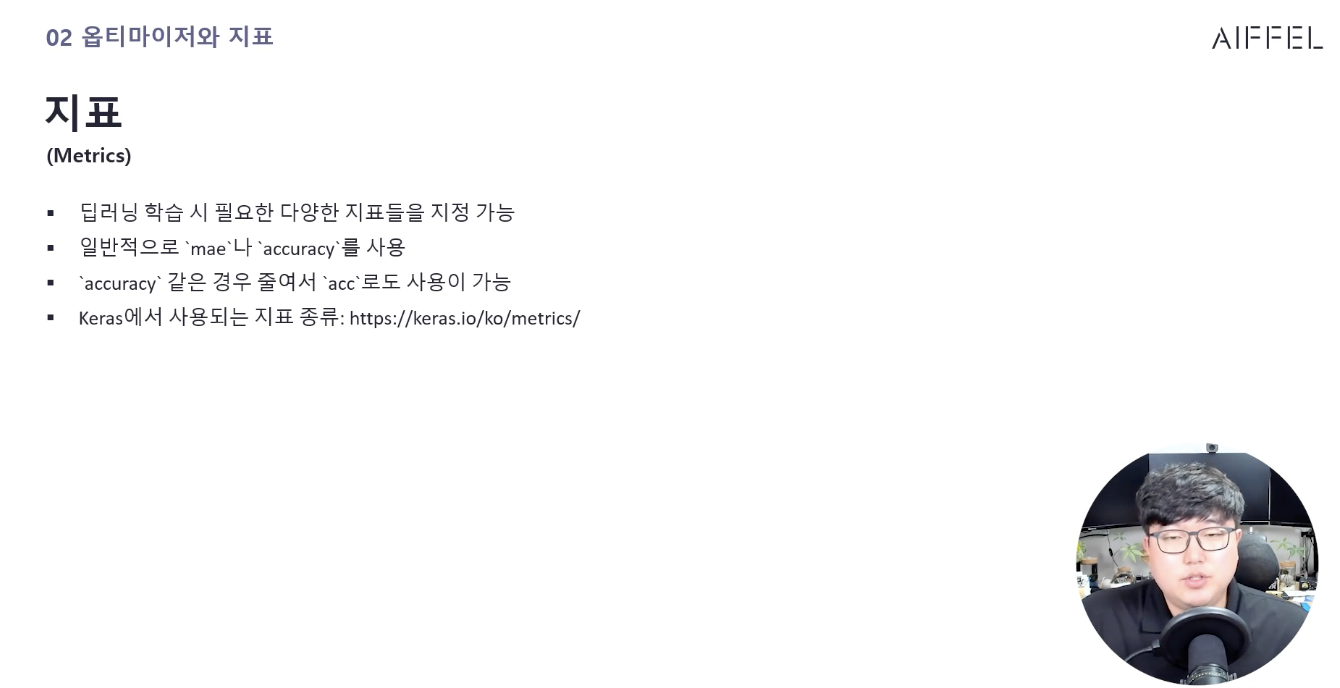 02 옵티마이저와 지표
AIFFEL
지표
(Metrics)
▪ 딥러닝 학습 시 필요한 다양한 지표들을 지정 가능
▪ 일반적으로 `mae`나 `accuracy`를 사용
▪ `accuracy` 같은 경우 줄여서 `acc`로도 사용이 가능
▪ Keras에서 사용되는 지표 종류: https://keras.io/ko/metrics/